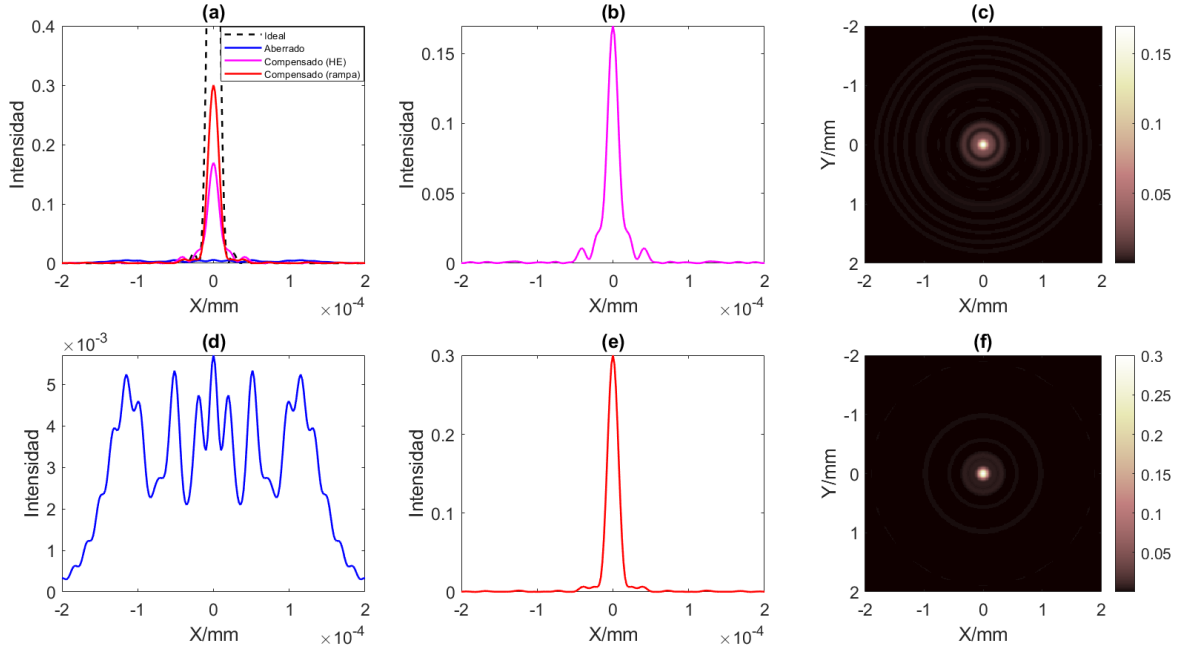 (a)
0.4
0.3
0.2
0.1
0
Intensidad
Ideal
Aberrado
Compensado (HE)
Compensado (rampa)
-2 -1 0 1 2
X/mm
×10⁻⁴
(b)
0.15
0.1
0.05
0
Intensidad
-2 -1 0 1 2
X/mm
×10⁻⁴
(c)
-2
-1
0
1
2
Y/mm
-2 -1 0 1 2
X/mm
0.15
0.1
0.05
(d)
×10⁻³
5
4
3
2
1
0
Intensidad
-2 -1 0 1 2
X/mm
×10⁻⁴
(e)
0.3
0.2
0.1
0
Intensidad
-2 -1 0 1 2
X/mm
×10⁻⁴
(f)
-2
-1
0
1
2
Y/mm
-2 -1 0 1 2
X/mm
0.3
0.25
0.2
0.15
0.1
0.05